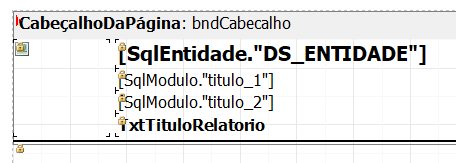 CabeçalhoDaPágina: bndCabecalho
[SqlEntidade."DS_ENTIDADE"]
[SqlModulo."titulo_1"]
[SqlModulo."titulo_2"]
TxtTituloRelatorio